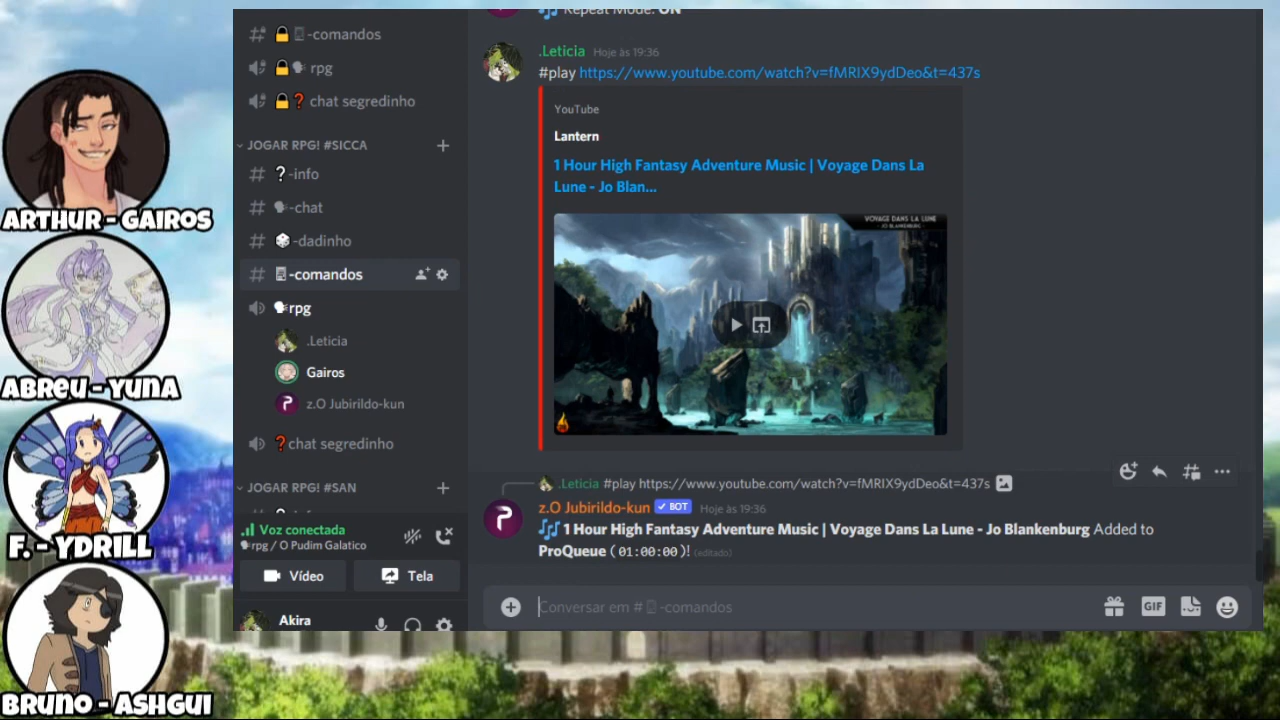 ARTHUR - GAIROS
ABREU - YUNA
F. - YDRILL
BRUNO - ASHGUI
-comandos
rpg
chat segredinho
JOGAR RPG! #SICCA
-info
-chat
-dadinho
-comandos
rpg
.Leticia
Gairos
z.O Jubirildo-kun
chat segredinho
JOGAR RPG! #SAN
Voz conectada
rpg / O Pudim Galatico
Vídeo
Tela
Akira
Repeat Mode: ON
.Leticia Hoje às 19:36
#play https://www.youtube.com/watch?v=fMRIX9ydDeo&t=437s
YouTube
Lantern
1 Hour High Fantasy Adventure Music | Voyage Dans La
Lune - Jo Blan...
VOYAGE DANS LA LUNE
- JO BLANKENBURG -
.Leticia #play https://www.youtube.com/watch?v=fMRIX9ydDeo&t=437s
z.O Jubirildo-kun ✓ BOT Hoje às 19:36
1 Hour High Fantasy Adventure Music | Voyage Dans La Lune - Jo Blankenburg Added to
ProQueue (01:00:00)! (editado)
Conversar em # -comandos
GIF